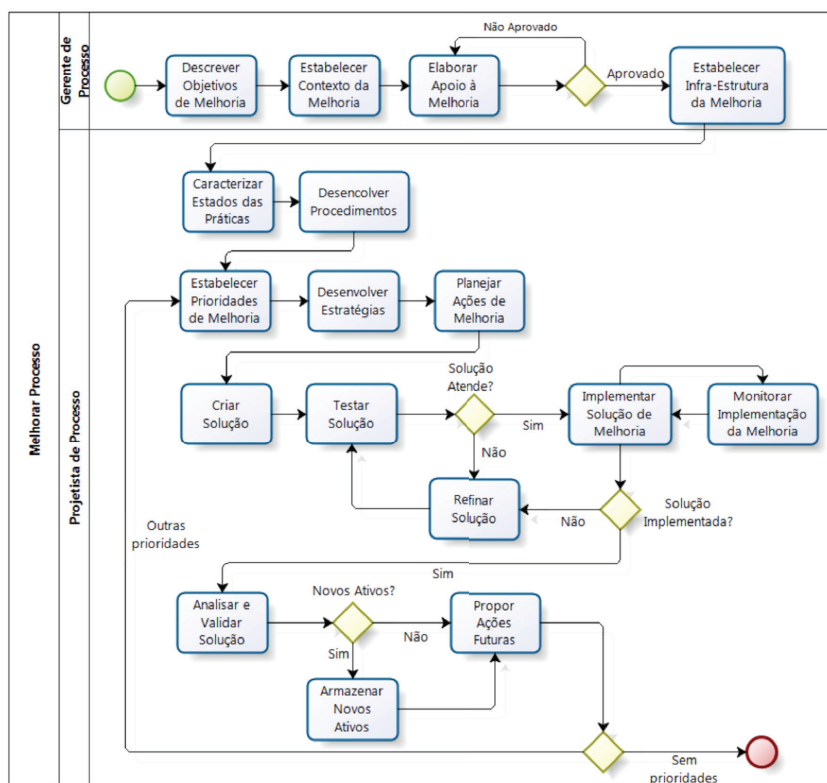 Melhorar Processo
Gerente de
Processo
Não Aprovado
Descrever
Objetivos
de Melhoria
Estabelecer
Contexto da
Melhoria
Elaborar
Apoio à
Melhoria
Aprovado
Estabelecer
Infra-Estrutura
da Melhoria
Projetista de Processo
Caracterizar
Estados das
Práticas
Desencolver
Procedimentos
Estabelecer
Prioridades
de Melhoria
Desenvolver
Estratégias
Planejar
Ações de
Melhoria
Criar
Solução
Testar
Solução
Solução
Atende?
Sim
Não
Implementar
Solução de
Melhoria
Monitorar
Implementação
da Melhoria
Refinar
Solução
Não
Solução
Implementada?
Outras
prioridades
Sim
Analisar e
Validar
Solução
Novos Ativos?
Não
Sim
Propor
Ações
Futuras
Armazenar
Novos
Ativos
Sem
prioridades